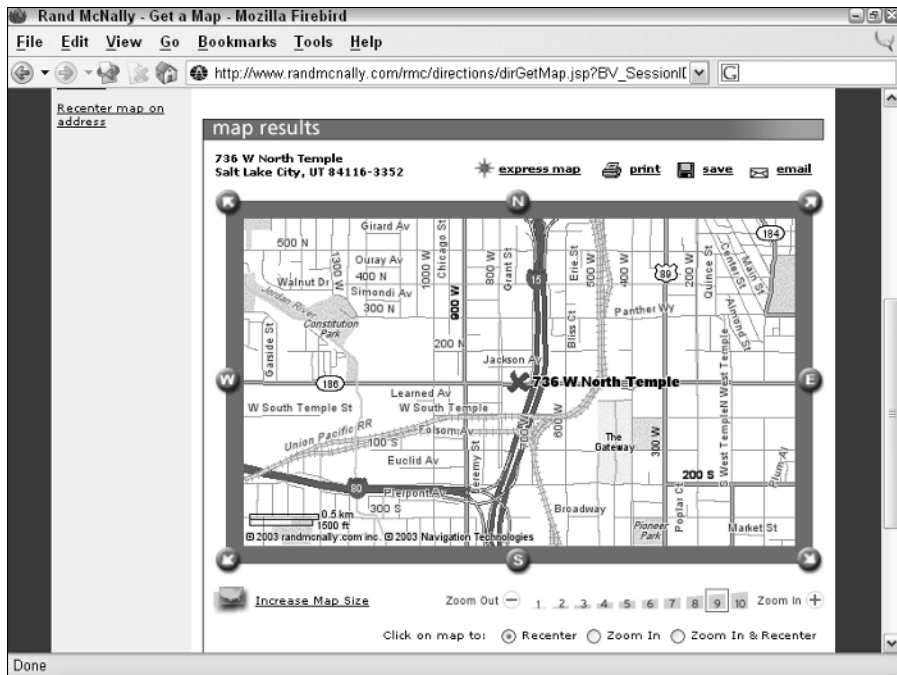 Rand McNally - Get a Map - Mozilla Firebird
File Edit View Go Bookmarks Tools Help
http://www.randmcnally.com/rmc/directions/dirGetMap.jsp?BV_SessionI
G
Recenter map on
address
map results
736 W North Temple
Salt Lake City, UT 84116-3352
express map print save email
N
Girard Av
500 N
Ouray Av
400 N
Simondi Av
300 N
Walnut Dr
1300 W
1000 W
Chicago St
900 W
800 W
Grant St
15
Erie St
500 W
400 W
89
200 W
Quince St
Center St
Main St
184
Jordan River
Constitution
Park
Garside St
200 N
Bliss Ct
Panther Wy
Almond St
N West Temple
Jackson Av
W
186
736 W North Temple
E
Learned Av
W South Temple St
W South Temple
Union Pacific RR
Folsom Av
100 S
Euclid Av
Jeremy St
700 W
600 W
The
Gateway
300 W
S West Temple
200 S
Plum Al
80
Pierpont Av
300 S
Broadway
Pioneer
Park
Poplar Ct
Market St
0.5 km
1500 ft
© 2003 randmcnally.com inc. © 2003 Navigation Technologies
S
Increase Map Size
Zoom Out 1 2 3 4 5 6 7 8 9 10 Zoom In
Click on map to: Recenter Zoom In Zoom In & Recenter
Done